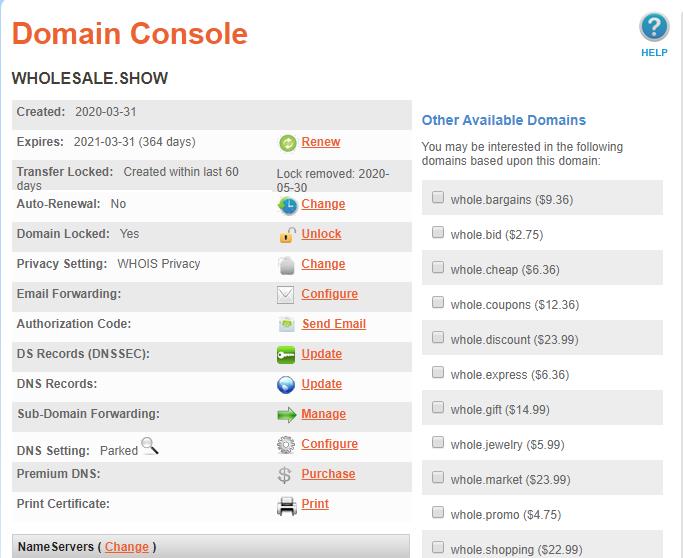 Domain Console
HELP
WHOLESALE.SHOW
Created: 2020-03-31
Expires: 2021-03-31 (364 days) Renew
Transfer Locked: Created within last 60
days
Lock removed: 2020-
05-30
Auto-Renewal: No Change
Domain Locked: Yes Unlock
Privacy Setting: WHOIS Privacy Change
Email Forwarding: Configure
Authorization Code: Send Email
DS Records (DNSSEC): Update
DNS Records: Update
Sub-Domain Forwarding: Manage
DNS Setting: Parked Configure
Premium DNS: Purchase
Print Certificate: Print
NameServers ( Change )
Other Available Domains
You may be interested in the following
domains based upon this domain:
whole.bargains ($9.36)
whole.bid ($2.75)
whole.cheap ($6.36)
whole.coupons ($12.36)
whole.discount ($23.99)
whole.express ($6.36)
whole.gift ($14.99)
whole.jewelry ($5.99)
whole.market ($23.99)
whole.promo ($4.75)
whole.shopping ($22.99)